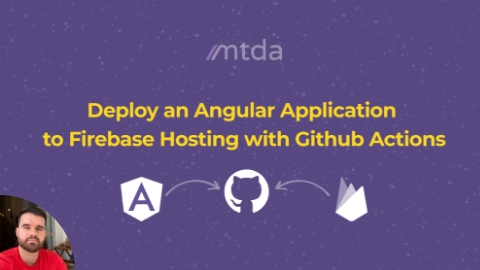 //mtda
Deploy an Angular Application
to Firebase Hosting with Github Actions
A